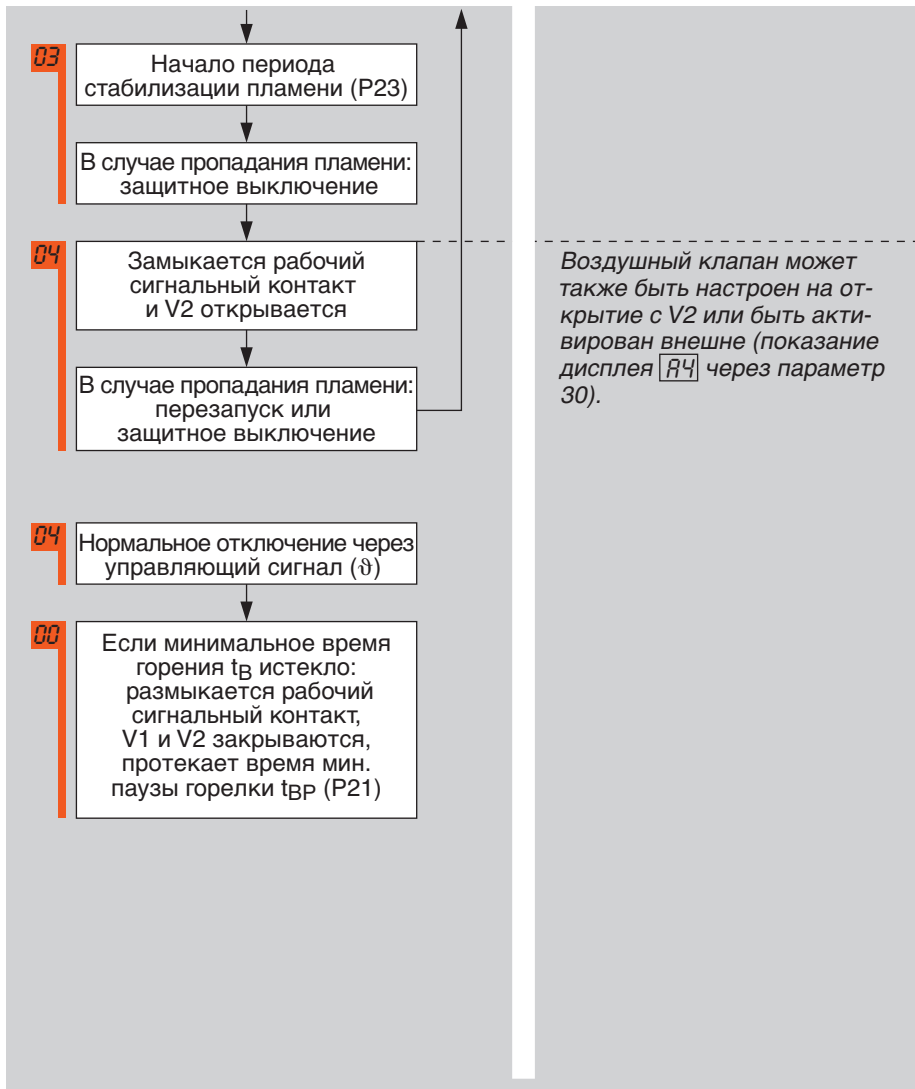 03
Начало периода
стабилизации пламени (P23)
В случае пропадания пламени:
защитное выключение
04
Замыкается рабочий
сигнальный контакт
и V2 открывается
В случае пропадания пламени:
перезапуск или
защитное выключение
Воздушный клапан может
также быть настроен на от-
крытие с V2 или быть акти-
вирован внешне (показание
дисплея A4 через параметр
30).
04
Нормальное отключение через
управляющий сигнал (ϑ)
00
Если минимальное время
горения tB истекло:
размыкается рабочий
сигнальный контакт,
V1 и V2 закрываются,
протекает время мин.
паузы горелки tBP (P21)